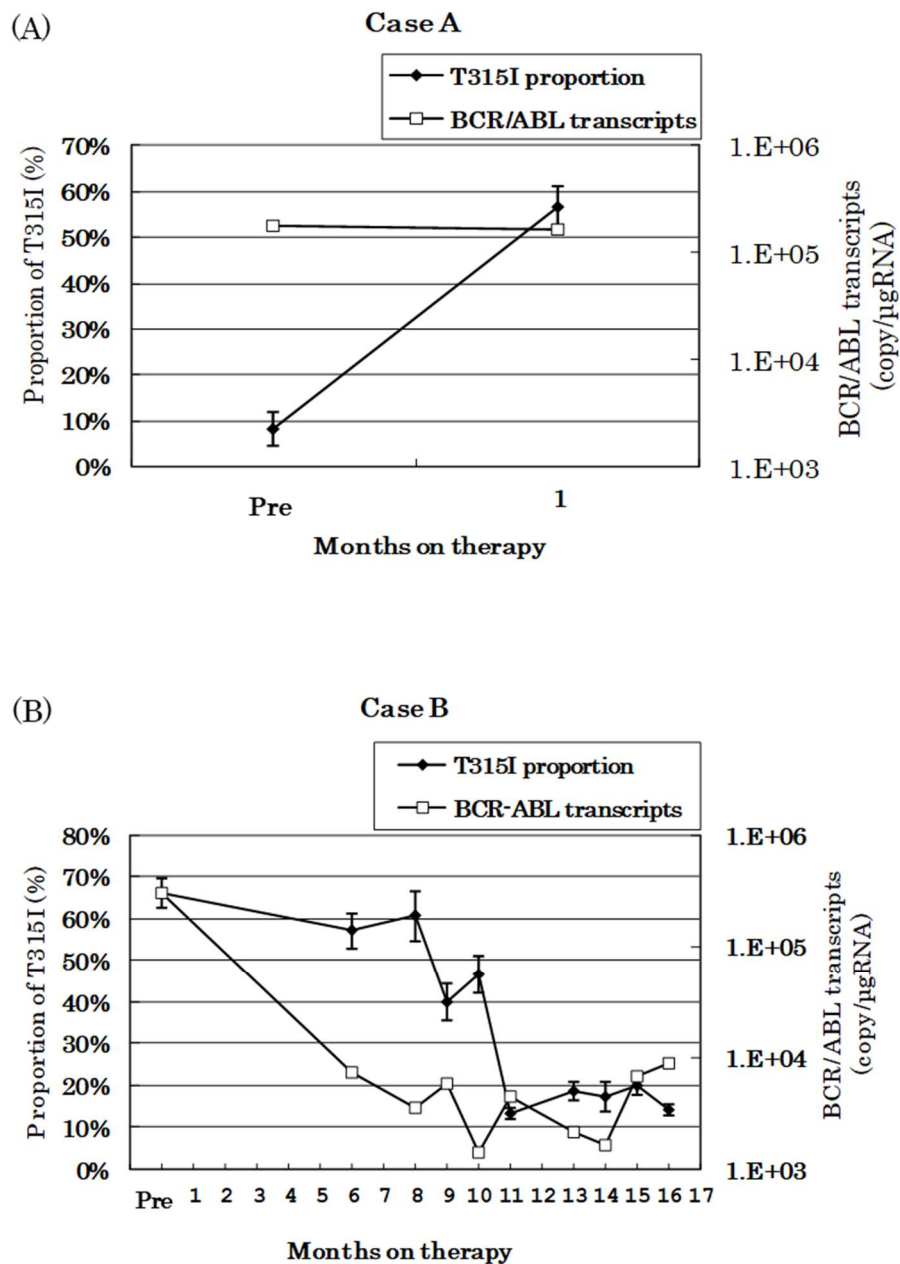 (A)
Case A
T315I proportion
BCR/ABL transcripts
Proportion of T315I (%)
70%
60%
50%
40%
30%
20%
10%
0%
1.E+06
1.E+05
1.E+04
1.E+03
BCR/ABL transcripts
(copy/µgRNA)
Pre 1
Months on therapy
(B)
Case B
T315I proportion
BCR-ABL transcripts
Proportion of T315I (%)
80%
70%
60%
50%
40%
30%
20%
10%
0%
1.E+06
1.E+05
1.E+04
1.E+03
BCR/ABL transcripts
(copy/µgRNA)
Pre 1 2 3 4 5 6 7 8 9 10 11 12 13 14 15 16 17
Months on therapy